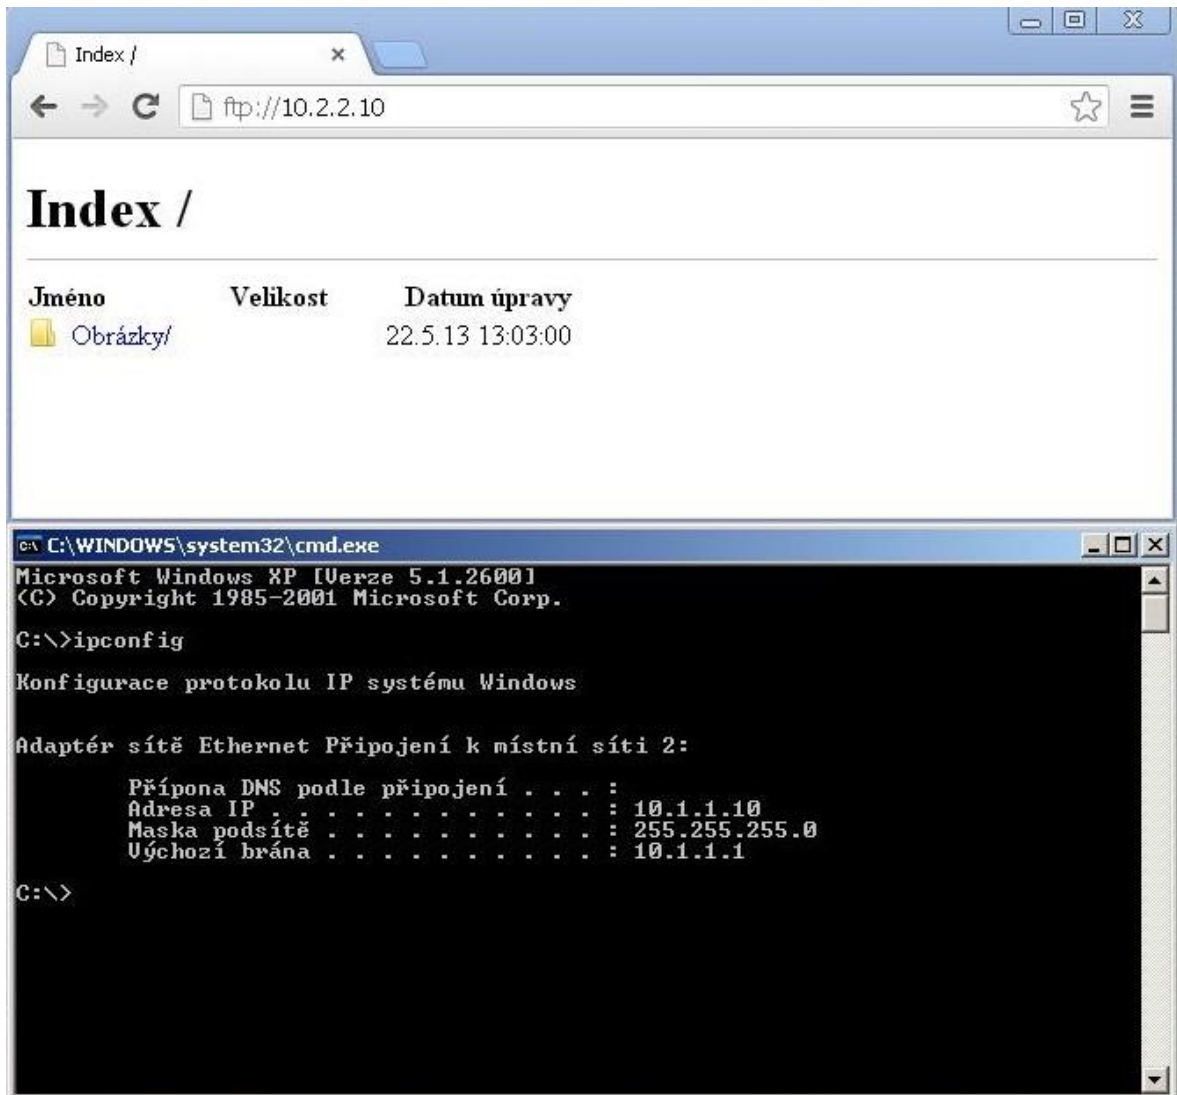 Index /
ftp://10.2.2.10
Index /
Jméno Velikost Datum úpravy
Obrázky/ 22.5.13 13:03:00
C:\WINDOWS\system32\cmd.exe
Microsoft Windows XP [Verze 5.1.2600]
(C) Copyright 1985-2001 Microsoft Corp.
C:\>ipconfig
Konfigurace protokolu IP systému Windows
Adaptér sítě Ethernet Připojení k místní síti 2:
Přípona DNS podle připojení . . . :
Adresa IP . . . . . . . . . . . . : 10.1.1.10
Maska podsítě . . . . . . . . . . : 255.255.255.0
Výchozí brána . . . . . . . . . . : 10.1.1.1
C:\>